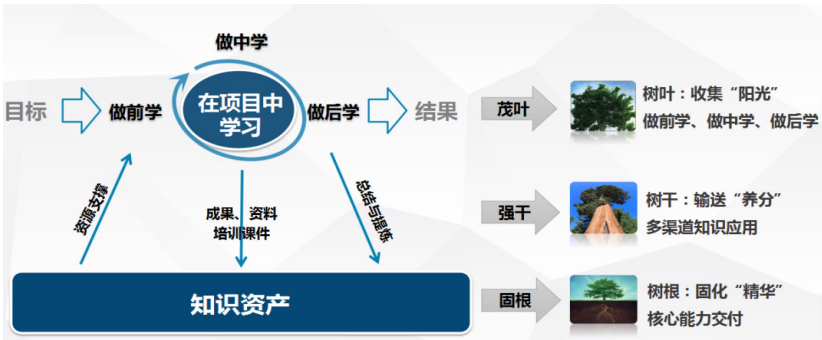 做中学
目标
做前学
在项目中
学习
做后学
结果
资源支撑
成果、资料
培训课件
总结与提炼
知识资产
茂叶
树叶：收集“阳光”
做前学、做中学、做后学
强干
树干：输送“养分”
多渠道知识应用
固根
树根：固化“精华”
核心能力交付